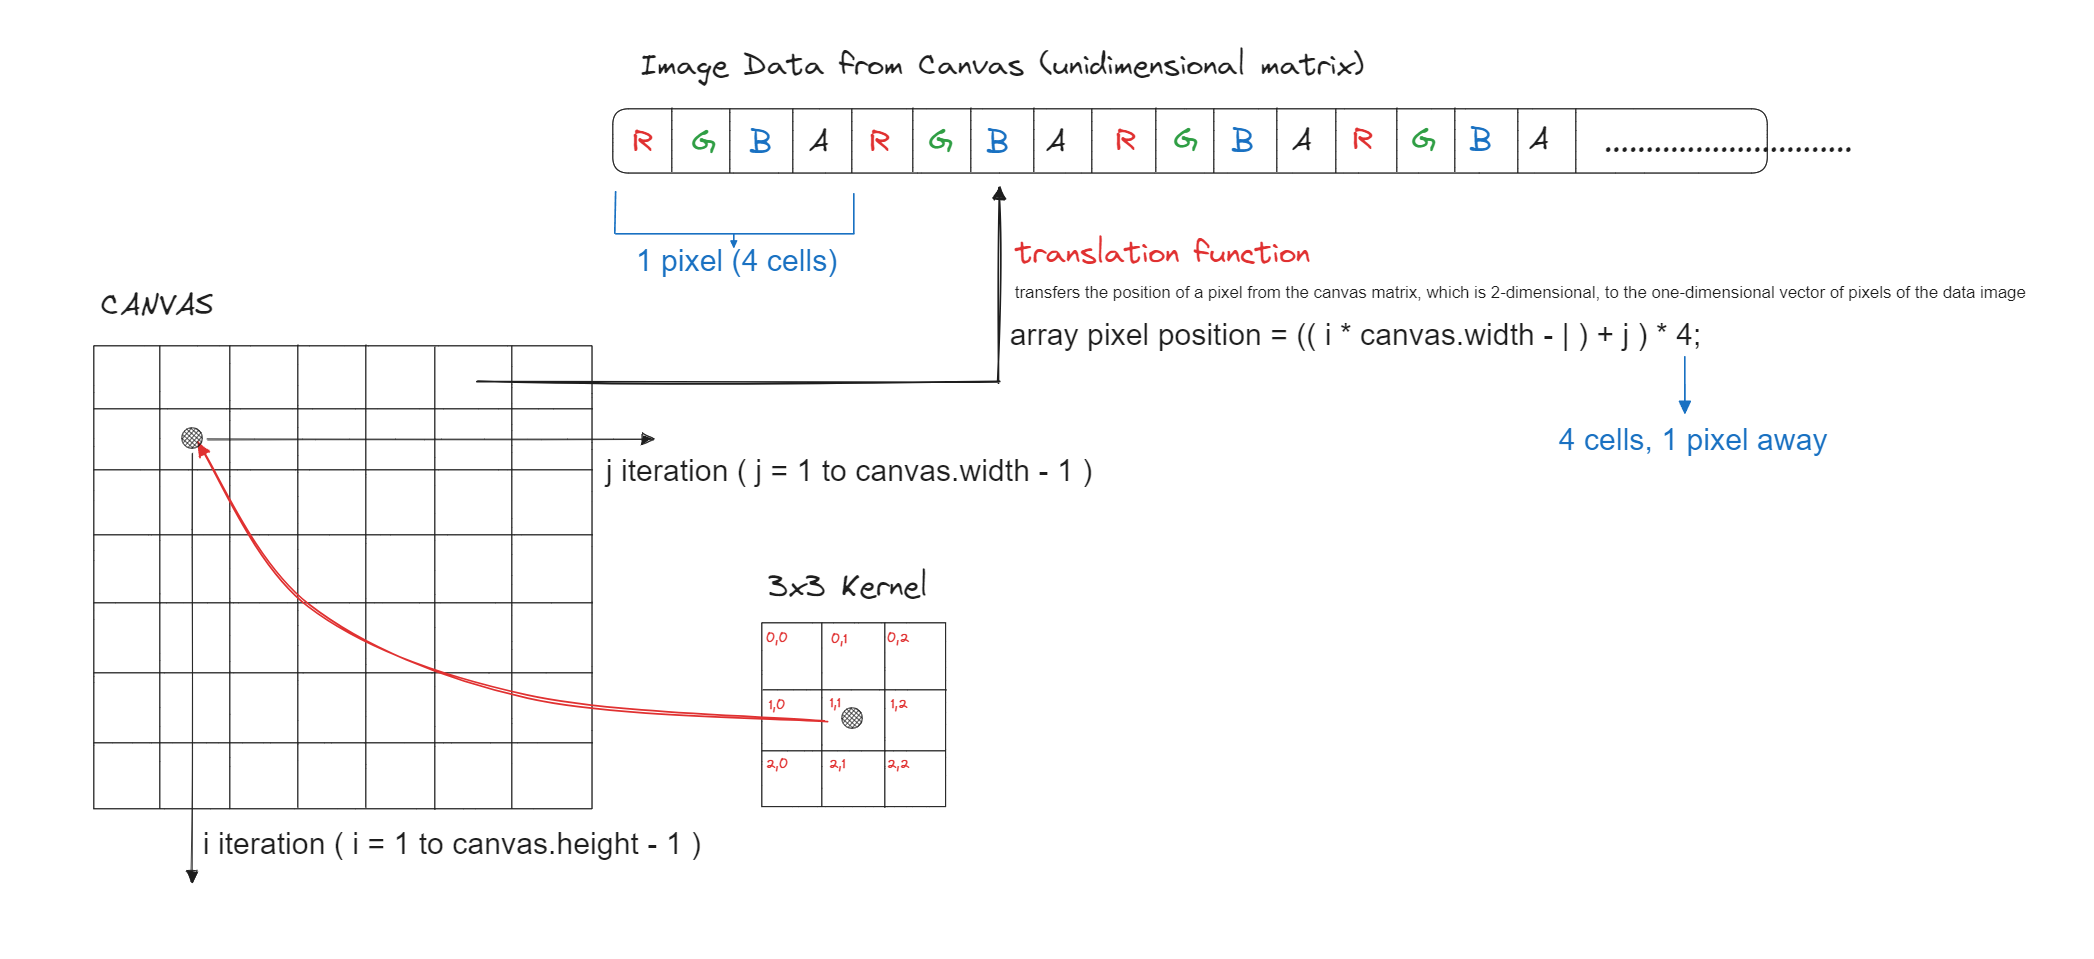 Image Data from Canvas (unidimensional matrix)
R G B A R G B A R G B A R G B A ..............................
1 pixel (4 cells)
translation function
transfers the position of a pixel from the canvas matrix, which is 2-dimensional, to the one-dimensional vector of pixels of the data image
array pixel position = (( i * canvas.width - | ) + j ) * 4;
4 cells, 1 pixel away
CANVAS
j iteration ( j = 1 to canvas.width - 1 )
i iteration ( i = 1 to canvas.height - 1 )
3x3 Kernel
0,0 0,1 0,2
1,0 1,1 1,2
2,0 2,1 2,2